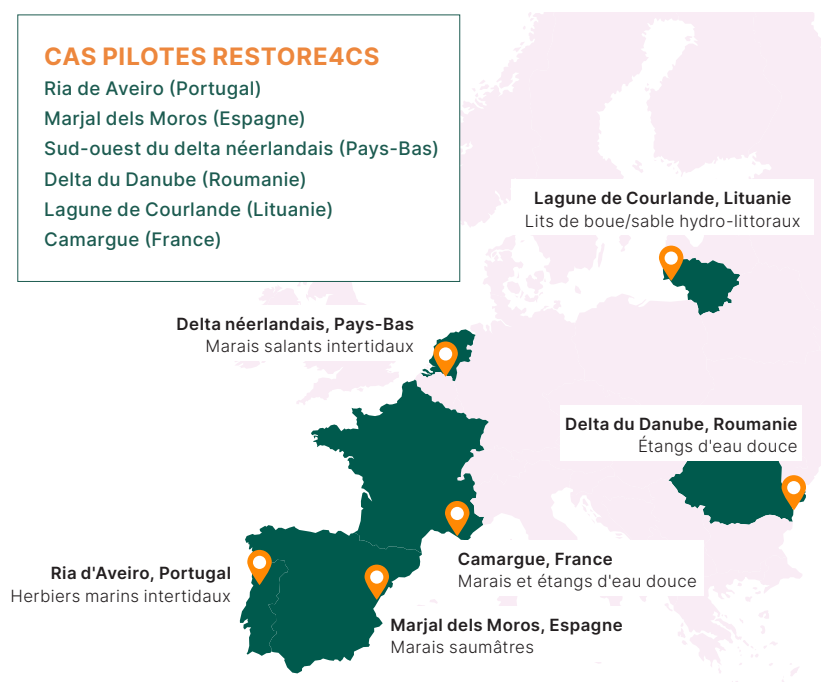 CAS PILOTES RESTORE4CS
Ria de Aveiro (Portugal)
Marjal dels Moros (Espagne)
Sud-ouest du delta néerlandais (Pays-Bas)
Delta du Danube (Roumanie)
Lagune de Courlande (Lituanie)
Camargue (France)
Lagune de Courlande, Lituanie
Lits de boue/sable hydro-littoraux
Delta néerlandais, Pays-Bas
Marais salants intertidaux
Delta du Danube, Roumanie
Étangs d'eau douce
Camargue, France
Marais et étangs d'eau douce
Ria d'Aveiro, Portugal
Herbiers marins intertidaux
Marjal dels Moros, Espagne
Marais saumâtres